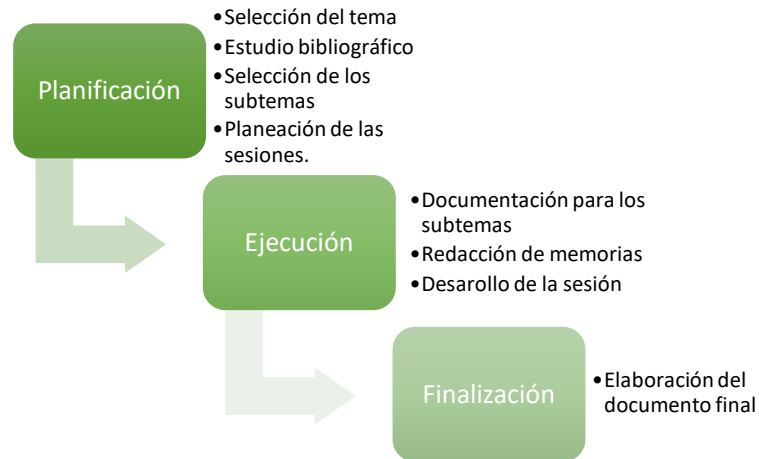 Planificación
•Selección del tema
•Estudio bibliográfico
•Selección de los
subtemas
•Planeación de las
sesiones.
Ejecución
•Documentación para los
subtemas
•Redacción de memorias
•Desarollo de la sesión
Finalización
•Elaboración del
documento final